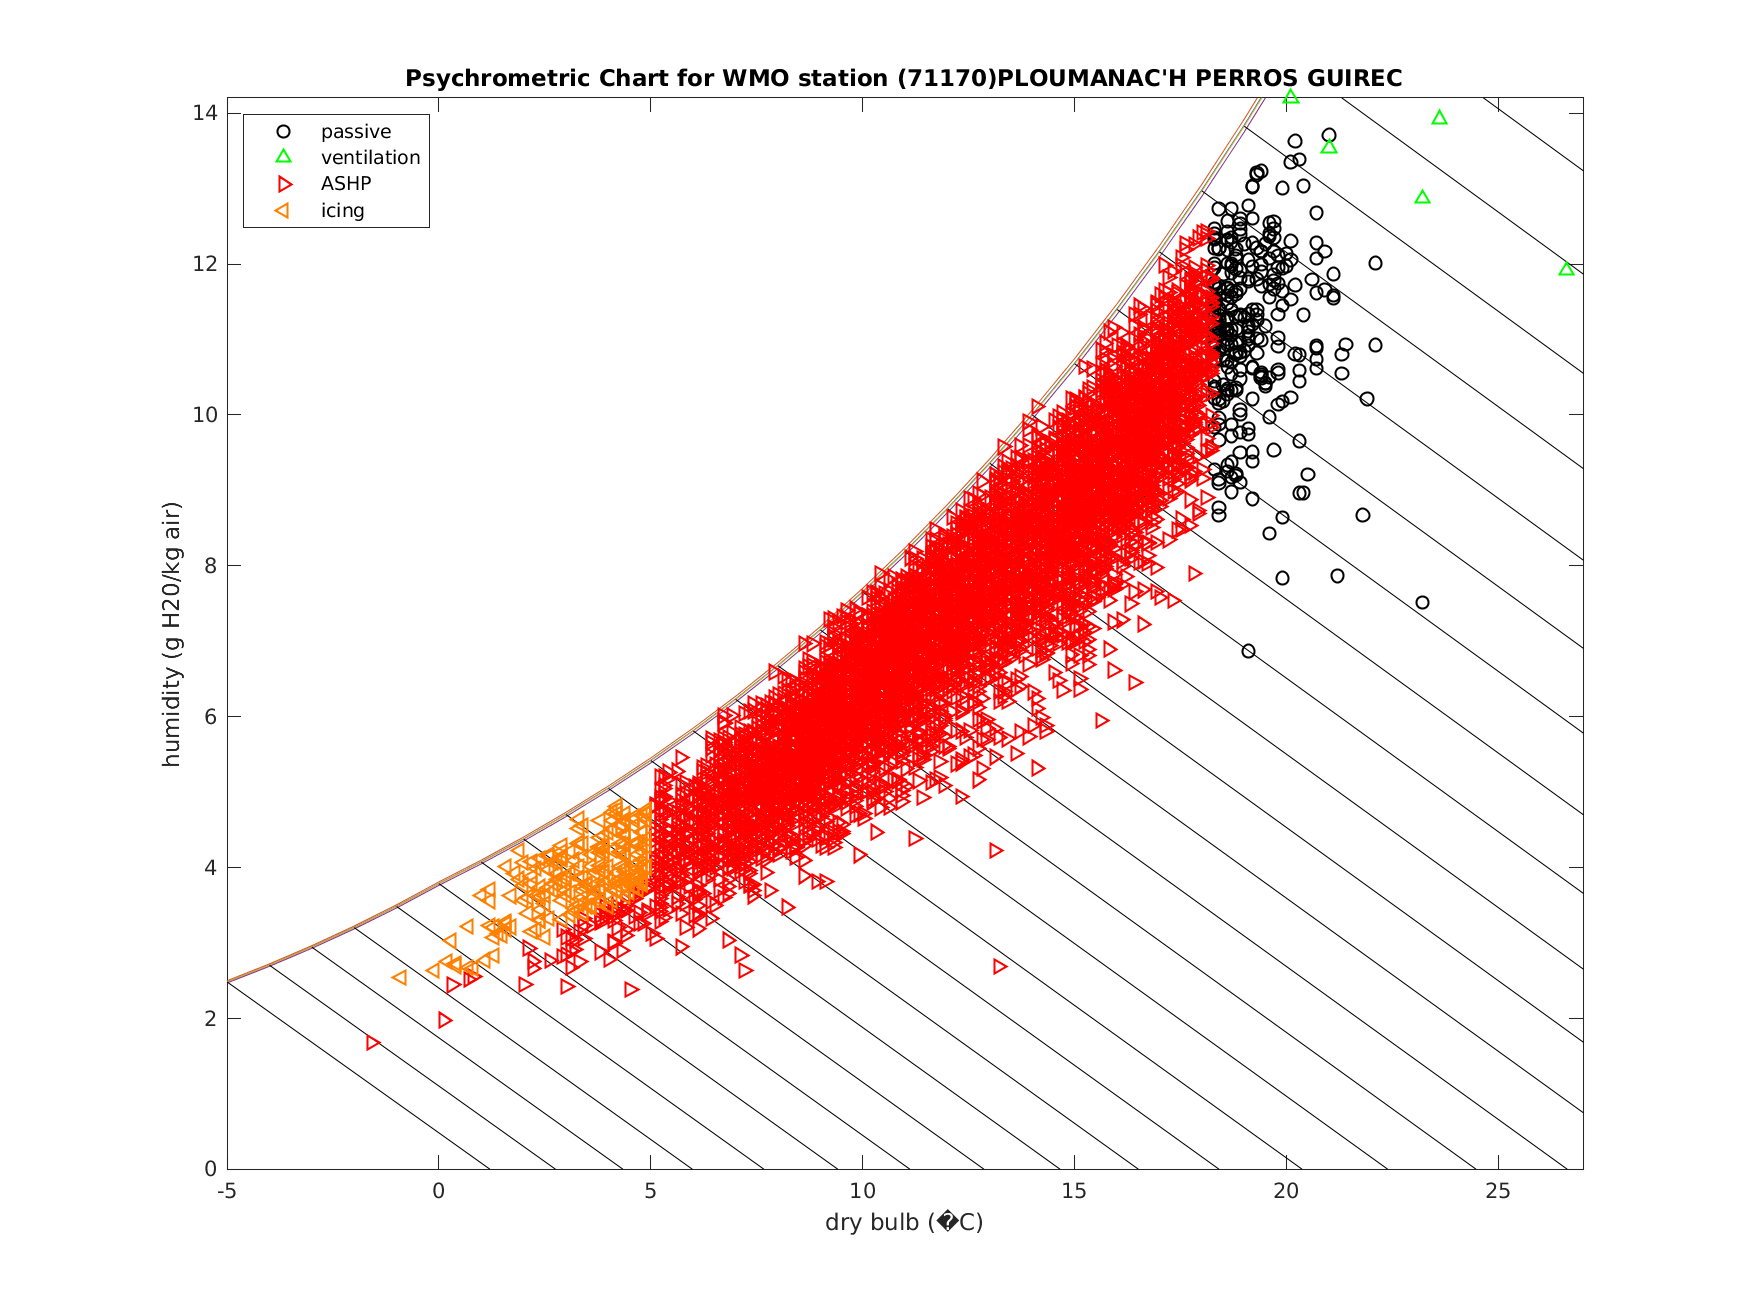 Psychrometric Chart for WMO station (71170)PLOUMANAC'H PERROS GUIREC
passive
ventilation
ASHP
icing
humidity (g H20/kg air)
14
12
10
8
6
4
2
0
-5
0
5
10
15
20
25
dry bulb (�C)